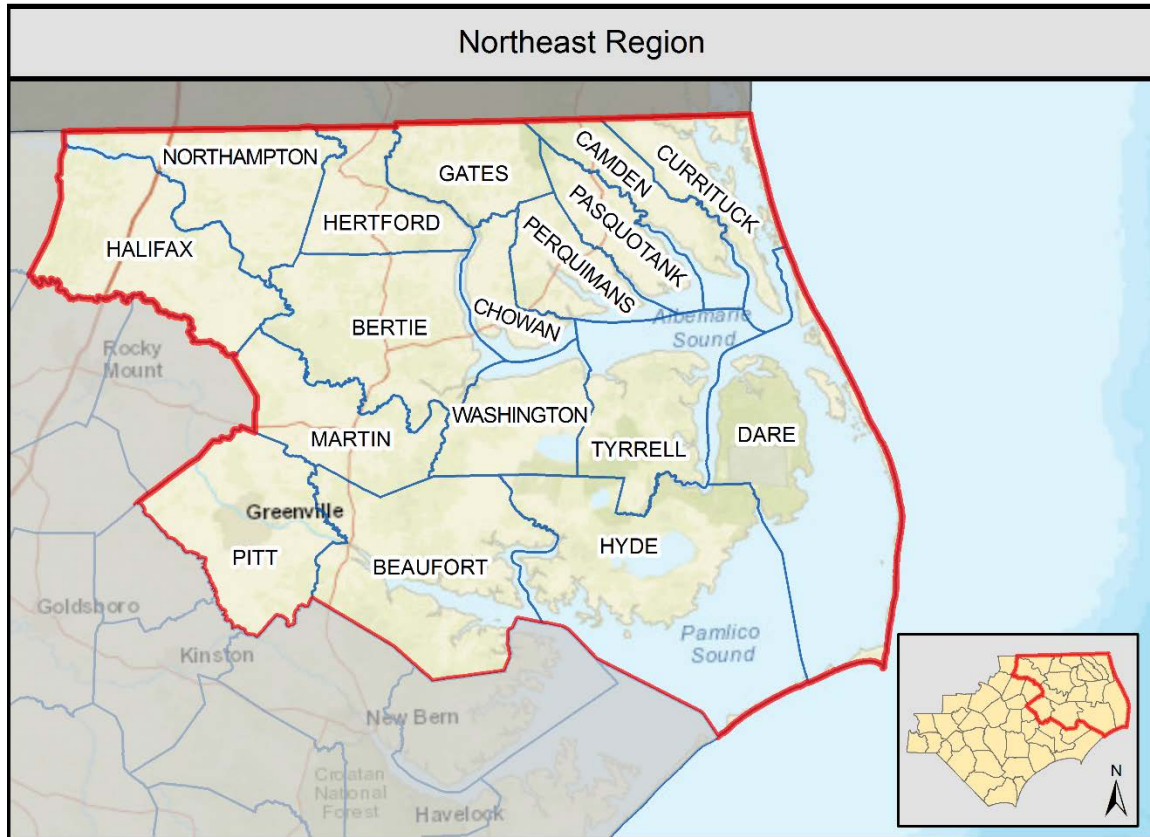 Northeast Region
NORTHAMPTON
GATES
CAMDEN
CURRITUCK
HERTFORD
PASQUOTANK
PERQUIMANS
HALIFAX
CHOWAN
BERTIE
Albemarle
Sound
Rocky
Mount
WASHINGTON
MARTIN
TYRRELL
DARE
Greenville
PITT
BEAUFORT
HYDE
Goldsboro
Kinston
Pamlico
Sound
New Bern
Croatan
National
Forest
Havelock
N